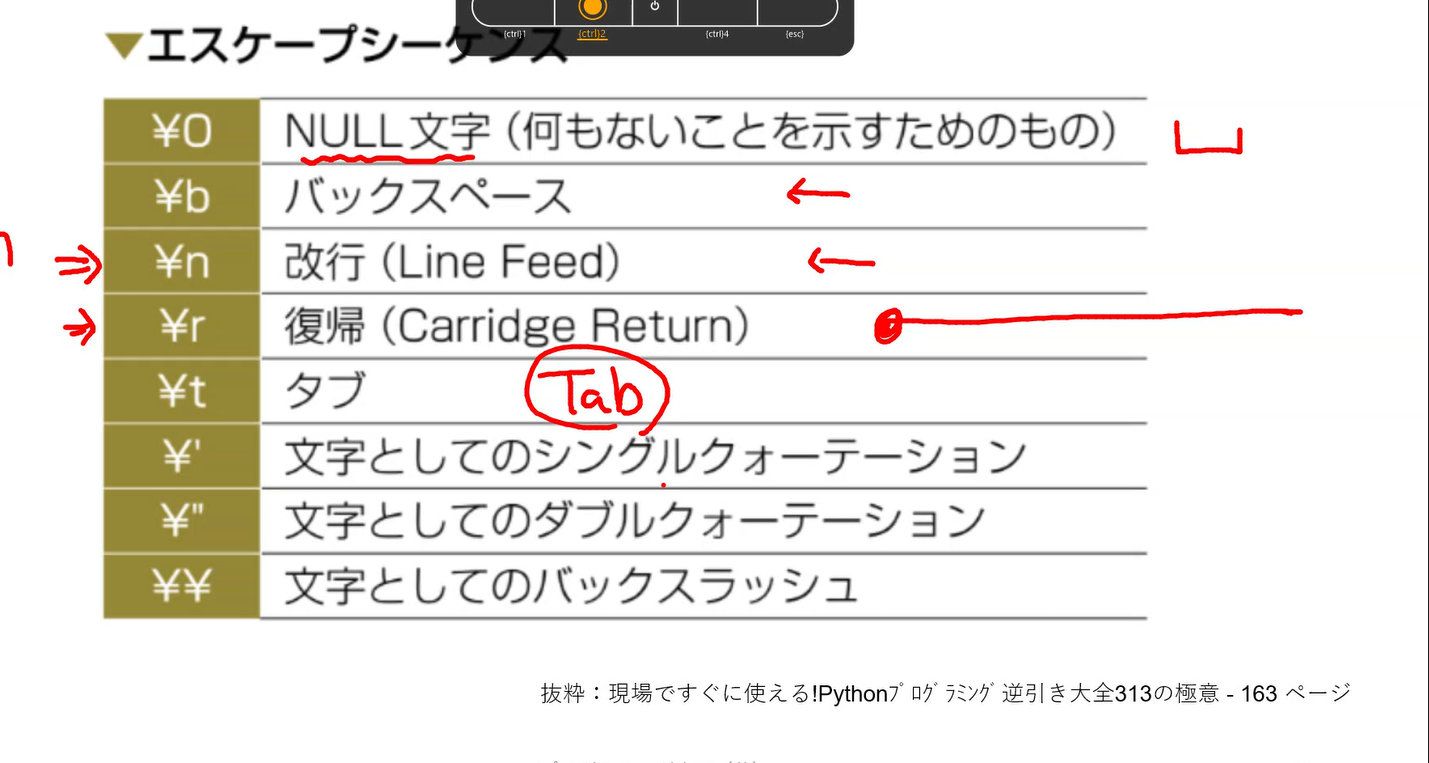 {ctrl}1 {ctrl}2 {ctrl}4 {esc}
▼エスケープシーケンス
¥0 NULL文字（何もないことを示すためのもの）
¥b バックスペース
n
¥n 改行（Line Feed）
¥r 復帰（Carridge Return）
¥t タブ Tab
¥' 文字としてのシングルクォーテーション
¥" 文字としてのダブルクォーテーション
¥¥ 文字としてのバックスラッシュ
抜粋：現場ですぐに使える!Pythonﾌﾟﾛｸﾞﾗﾐﾝｸﾞ逆引き大全313の極意 - 163 ページ